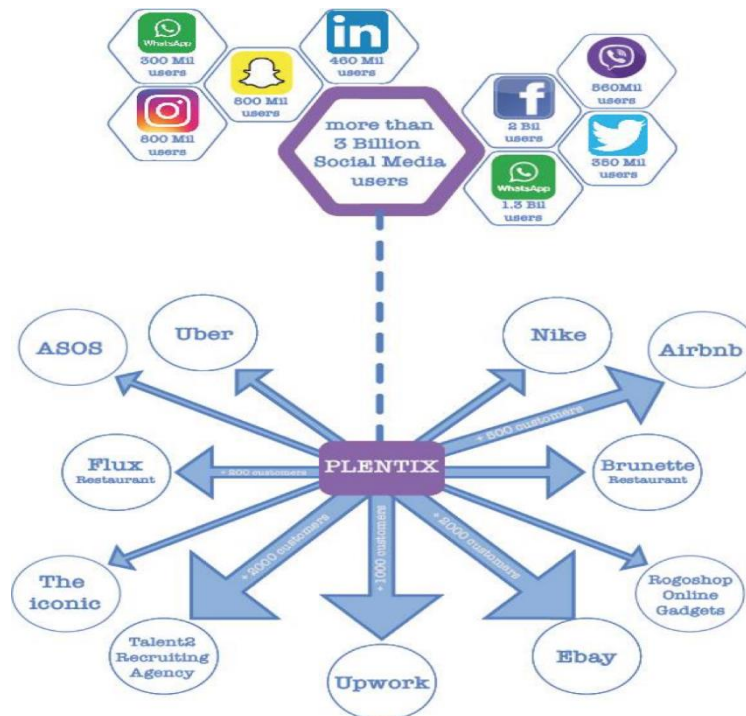 WhatsApp
300 Mil
users
800 Mil
users
600 Mil
users
in
460 Mil
users
more than
3 Billion
Social Media
users
f
2 Bil
users
560Mil
users
350 Mil
users
WhatsApp
1.3 Bil
users
ASOS
Uber
Nike
Airbnb
+ 500 customers
PLENTIX
Flux
Restaurant
+ 200 customers
Brunette
Restaurant
The
iconic
+ 2000 customers
+ 1000 customers
+ 2000 customers
Rogoshop
Online
Gadgets
Talent2
Recruiting
Agency
Upwork
Ebay